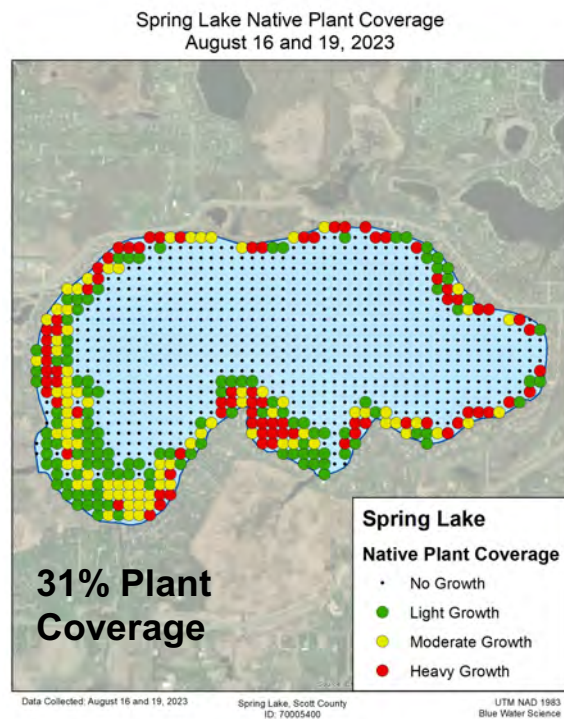 Spring Lake Native Plant Coverage
August 16 and 19, 2023
31% Plant
Coverage
Spring Lake
Native Plant Coverage
No Growth
Light Growth
Moderate Growth
Heavy Growth
Data Collected: August 16 and 19, 2023
Spring Lake, Scott County
ID: 70005400
UTM NAD 1983
Blue Water Science